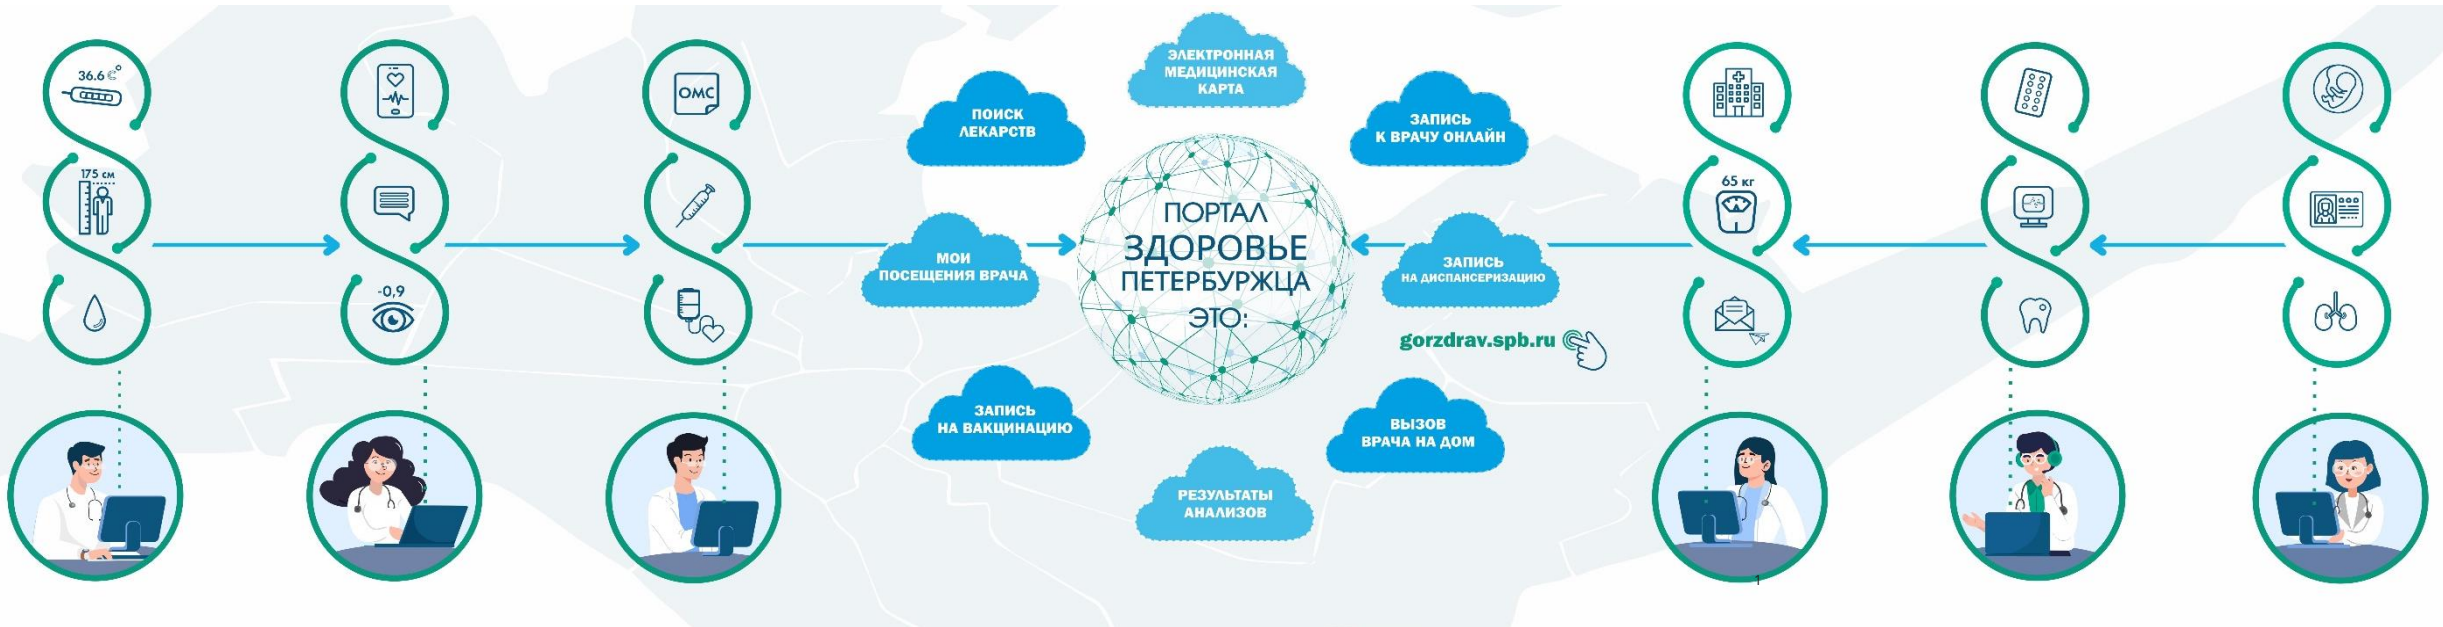 36.6 C°
175 см
-0,9
ОМС
ПОИСК
ЛЕКАРСТВ
ЭЛЕКТРОННАЯ
МЕДИЦИНСКАЯ
КАРТА
ЗАПИСЬ
К ВРАЧУ ОНЛАЙН
МОИ
ПОСЕЩЕНИЯ ВРАЧА
ПОРТАЛ
ЗДОРОВЬЕ
ПЕТЕРБУРЖЦА
ЭТО:
ЗАПИСЬ
НА ДИСПАНСЕРИЗАЦИЮ
gorzdrav.spb.ru
ЗАПИСЬ
НА ВАКЦИНАЦИЮ
РЕЗУЛЬТАТЫ
АНАЛИЗОВ
ВЫЗОВ
ВРАЧА НА ДОМ
65 кг
1